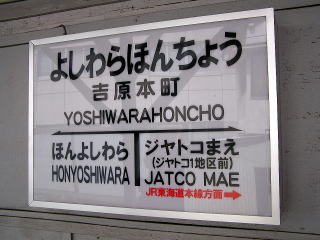 よしわらほんちょう
吉原本町
YOSHIWARAHONCHO
ほんよしわら
HONYOSHIWARA
ジヤトコまえ
(ジヤトコ1地区前)
JATCO MAE
JR東海道本線方面→